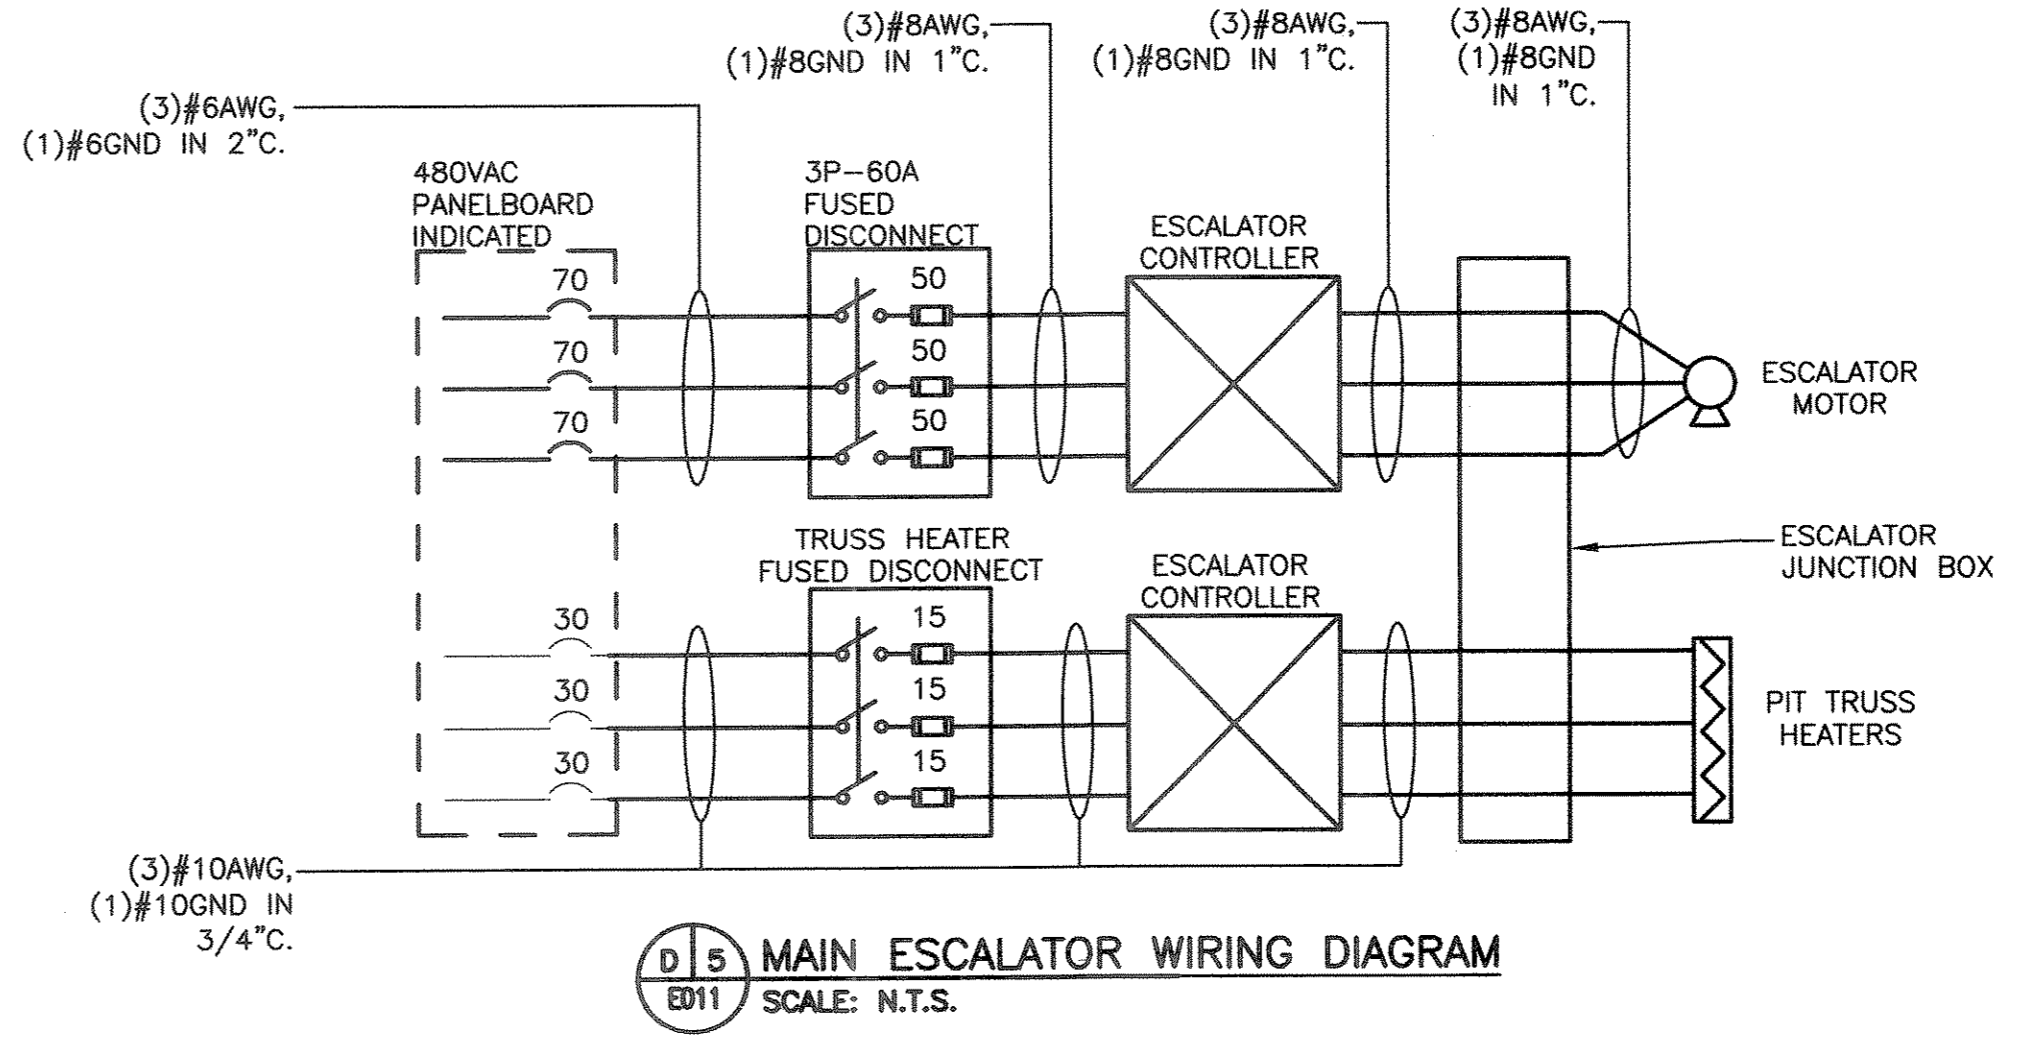 (3)#8AWG,
(1)#8GND IN 1"C.
(3)#8AWG,
(1)#8GND IN 1"C.
(3)#8AWG,
(1)#8GND
IN 1"C.
(3)#6AWG,
(1)#6GND IN 2"C.
480VAC
PANELBOARD
INDICATED
3P-60A
FUSED
DISCONNECT
ESCALATOR
CONTROLLER
70
70
70
50
50
50
ESCALATOR
MOTOR
TRUSS HEATER
FUSED DISCONNECT
ESCALATOR
CONTROLLER
ESCALATOR
JUNCTION BOX
30
30
30
15
15
15
PIT TRUSS
HEATERS
(3)#10AWG,
(1)#10GND IN
3/4"C.
D 5
E011
MAIN ESCALATOR WIRING DIAGRAM
SCALE: N.T.S.